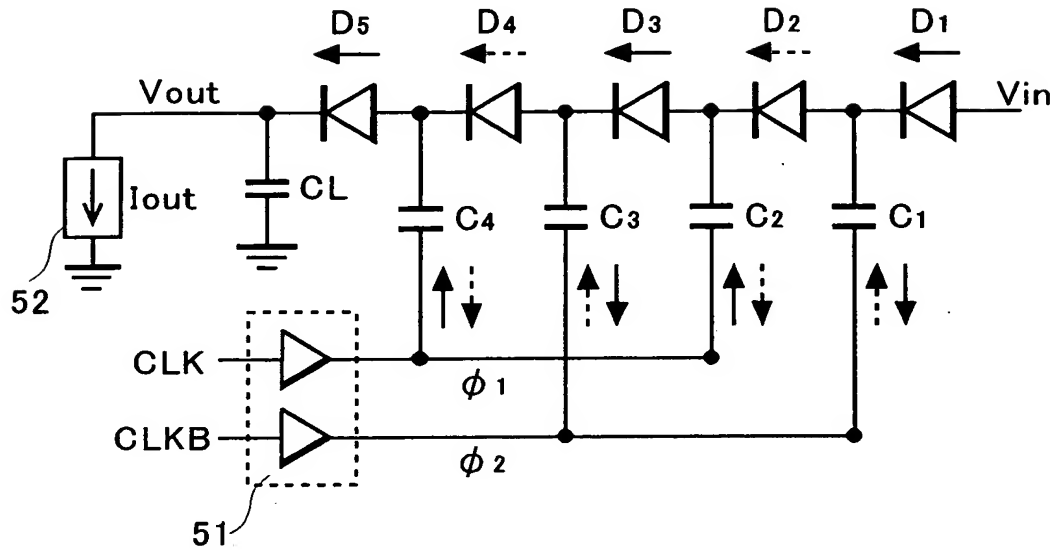 D5 D4 D3 D2 D1
Vout Vin
Iout CL C4 C3 C2 C1
52
CLK
φ1
CLKB
φ2
51